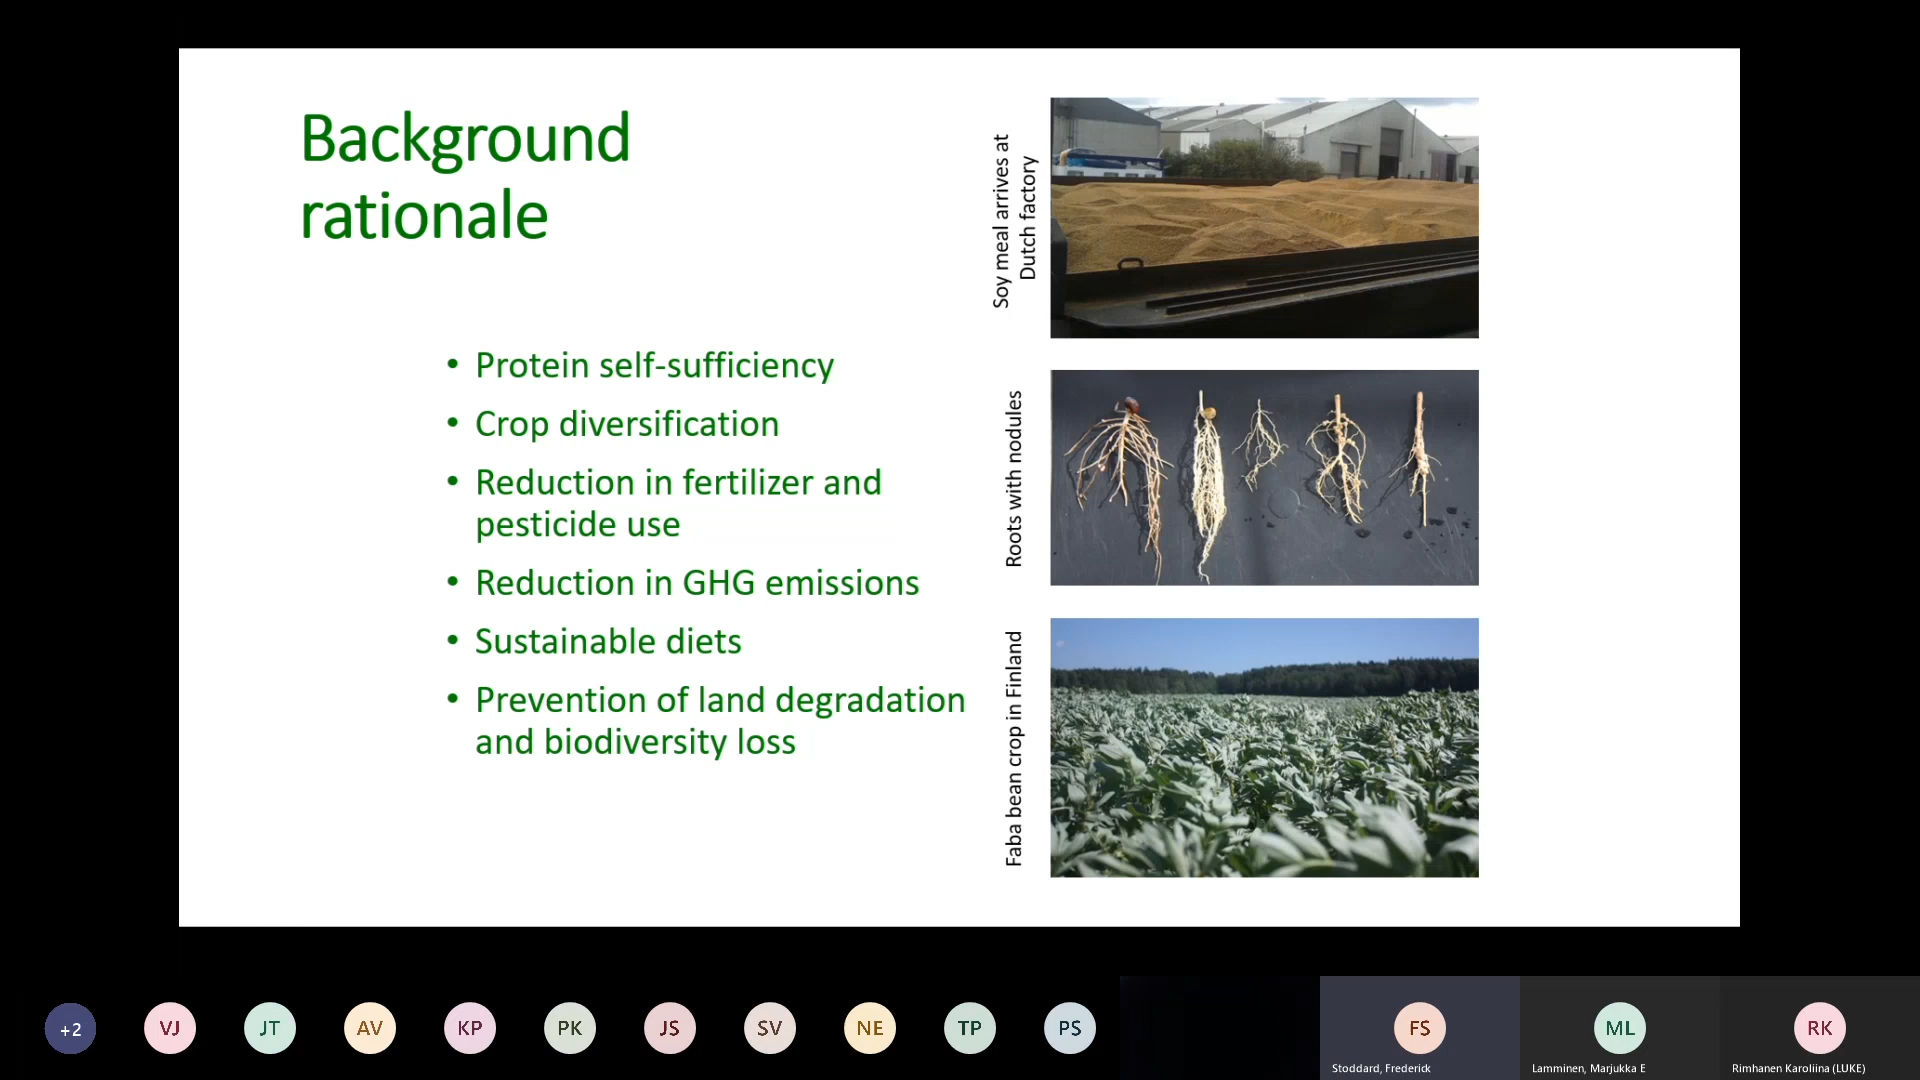 Background
rationale
• Protein self-sufficiency
• Crop diversification
• Reduction in fertilizer and
pesticide use
• Reduction in GHG emissions
• Sustainable diets
• Prevention of land degradation
and biodiversity loss
Soy meal arrives at
Dutch factory
Roots with nodules
Faba bean crop in Finland
+2
VJ
JT
AV
KP
PK
JS
SV
NE
TP
PS
FS
Stoddard, Frederick
ML
Lamminen, Marjukka E
RK
Rimhanen Karoliina (LUKE)